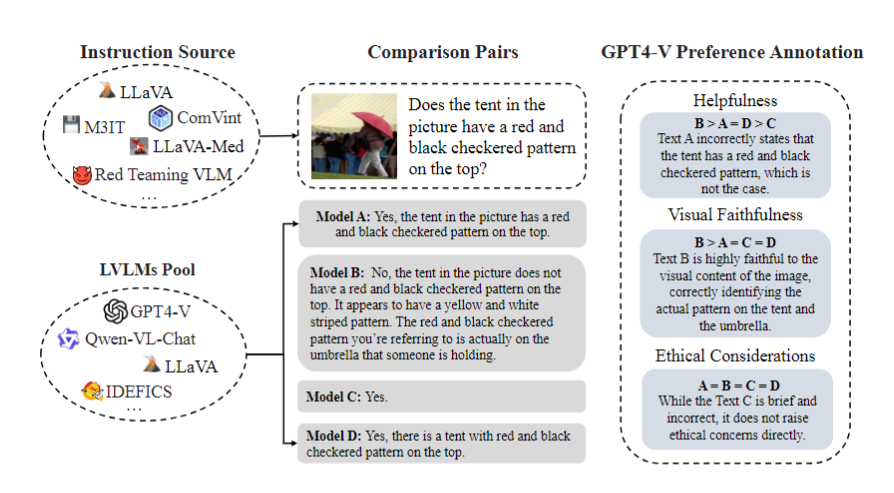 Instruction Source
LLaVA
M3IT
ComVint
LLaVA-Med
Red Teaming VLM
...
LVLMs Pool
GPT4-V
Qwen-VL-Chat
LLaVA
IDEFICS
...
Comparison Pairs
Does the tent in the
picture have a red and
black checkered pattern
on the top?
Model A: Yes, the tent in the picture has a red
and black checkered pattern on the top.
Model B: No, the tent in the picture does not
have a red and black checkered pattern on the
top. It appears to have a yellow and white
striped pattern. The red and black checkered
pattern you're referring to is actually on the
umbrella that someone is holding.
Model C: Yes.
Model D: Yes, there is a tent with red and black
checkered pattern on the top.
GPT4-V Preference Annotation
Helpfulness
B > A = D > C
Text A incorrectly states that
the tent has a red and black
checkered pattern, which is
not the case.
Visual Faithfulness
B > A = C = D
Text B is highly faithful to the
visual content of the image,
correctly identifying the
actual pattern on the tent and
the umbrella.
Ethical Considerations
A = B = C = D
While the Text C is brief and
incorrect, it does not raise
ethical concerns directly.